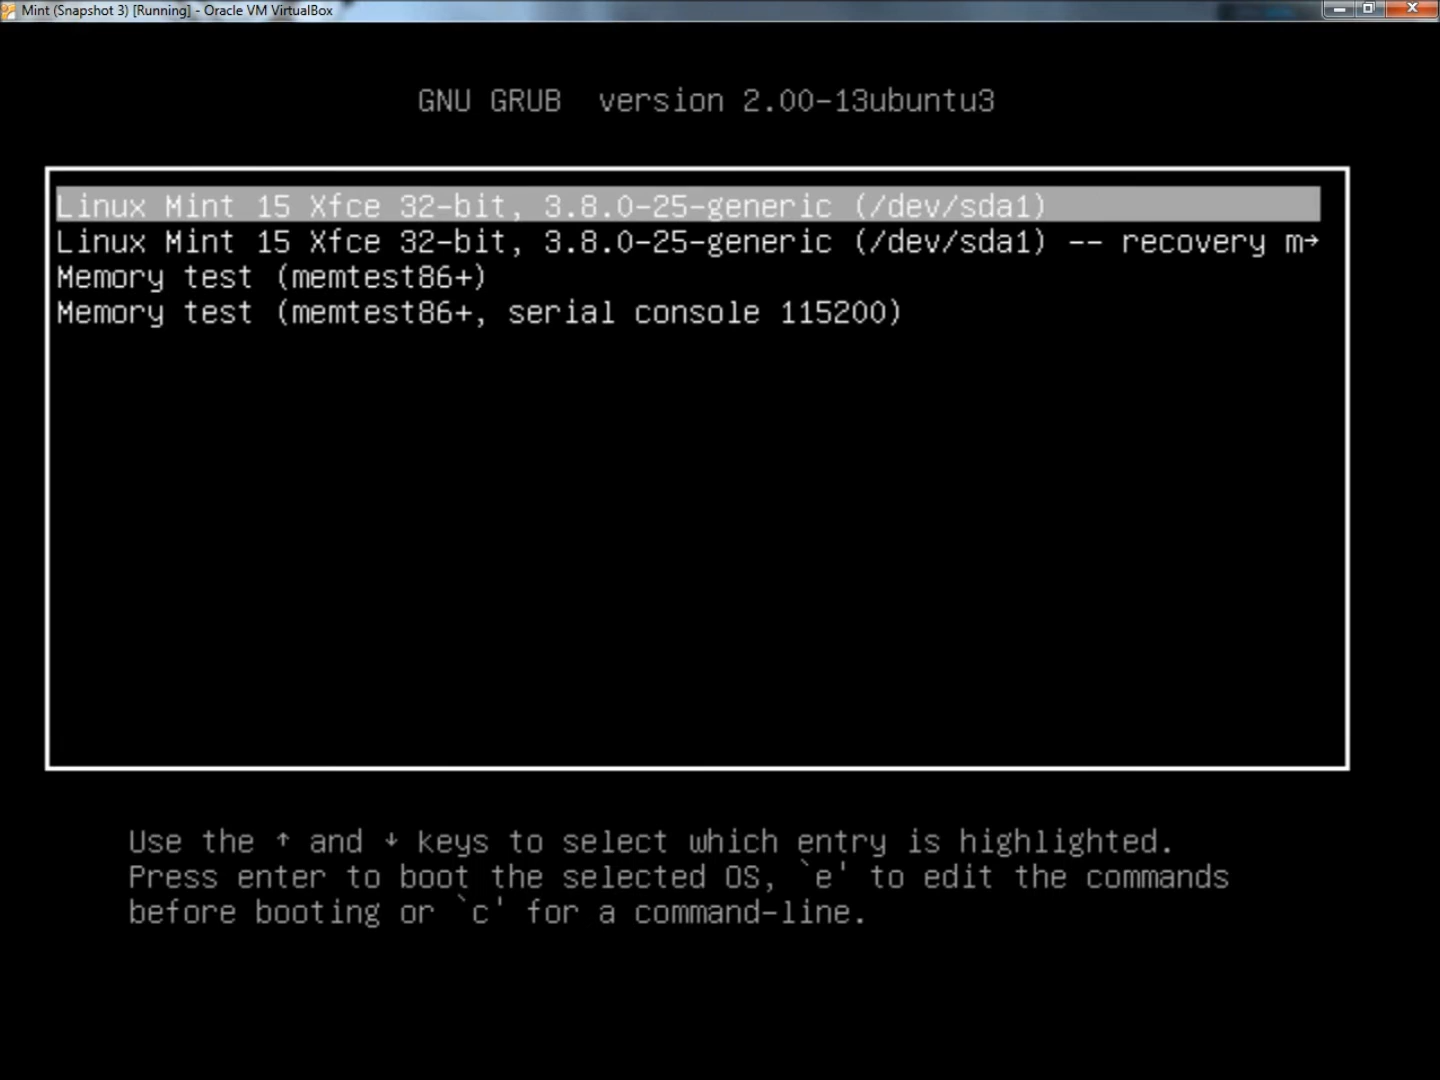 Mint (Snapshot 3) [Running] - Oracle VM VirtualBox
GNU GRUB  version 2.00-13ubuntu3
Linux Mint 15 Xfce 32-bit, 3.8.0-25-generic (/dev/sda1)
Linux Mint 15 Xfce 32-bit, 3.8.0-25-generic (/dev/sda1) -- recovery m→
Memory test (memtest86+)
Memory test (memtest86+, serial console 115200)
Use the ↑ and ↓ keys to select which entry is highlighted.
Press enter to boot the selected OS, `e' to edit the commands
before booting or `c' for a command-line.